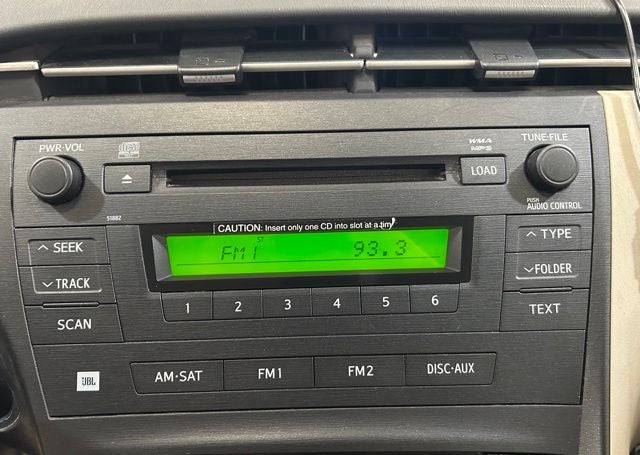 PWR·VOL
WMA
MP3
TUNE·FILE
LOAD
PUSH
AUDIO CONTROL
51882
CAUTION: Insert only one CD into slot at a tim
SEEK
ST
FM1 93.3
TYPE
TRACK
FOLDER
1 2 3 4 5 6
SCAN
TEXT
JBL
AM·SAT FM1 FM2 DISC·AUX